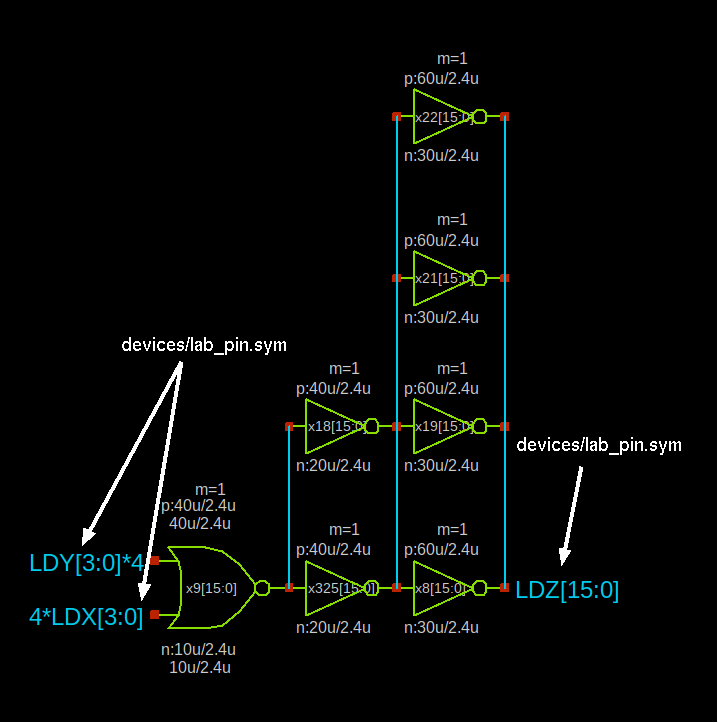 m=1
p:60u/2.4u
x22[15:0]
n:30u/2.4u
m=1
p:60u/2.4u
x21[15:0]
n:30u/2.4u
devices/lab_pin.sym
m=1
p:40u/2.4u
x18[15:0]
n:20u/2.4u
m=1
p:60u/2.4u
x19[15:0]
n:30u/2.4u
devices/lab_pin.sym
m=1
p:40u/2.4u
40u/2.4u
LDY[3:0]*4
4*LDX[3:0]
x9[15:0]
n:10u/2.4u
10u/2.4u
m=1
p:40u/2.4u
x325[15:0]
n:20u/2.4u
m=1
p:60u/2.4u
x8[15:0]
n:30u/2.4u
LDZ[15:0]